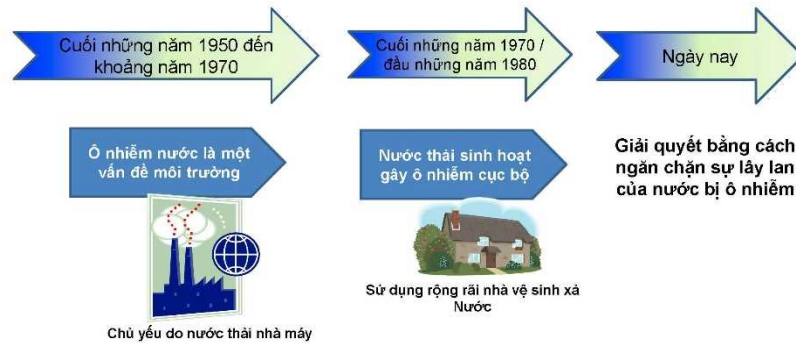 Cuối những năm 1950 đến
khoảng năm 1970
Cuối những năm 1970 /
đầu những năm 1980
Ngày nay
Ô nhiễm nước là một
vấn đề môi trường
Nước thải sinh hoạt
gây ô nhiễm cục bộ
Giải quyết bằng cách
ngăn chặn sự lây lan
của nước bị ô nhiễm
Sử dụng rộng rãi nhà vệ sinh xả
Nước
Chủ yếu do nước thải nhà máy